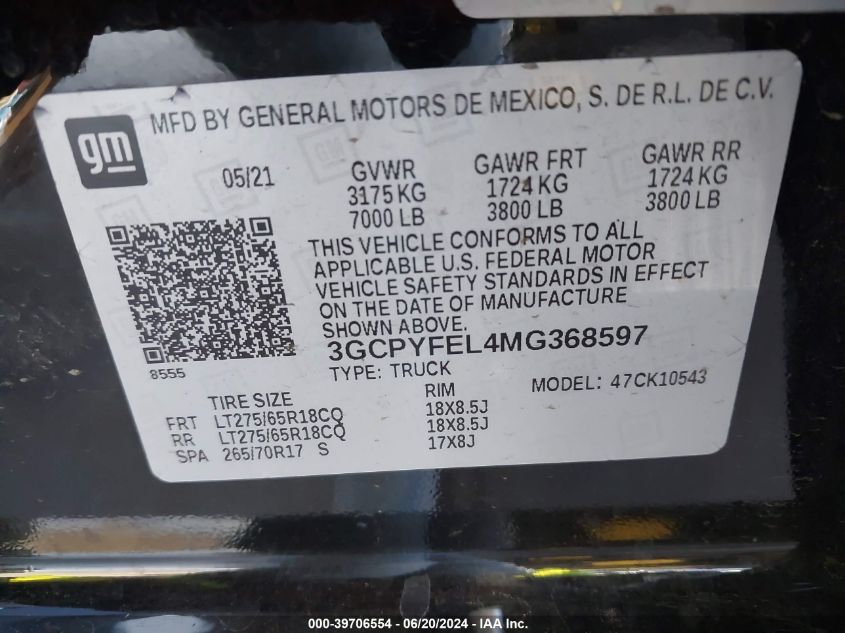 gm
MFD BY GENERAL MOTORS DE MEXICO, S. DE R.L. DE C.V.
05/21
GVWR GAWR FRT GAWR RR
3175 KG 1724 KG 1724 KG
7000 LB 3800 LB 3800 LB
THIS VEHICLE CONFORMS TO ALL
APPLICABLE U.S. FEDERAL MOTOR
VEHICLE SAFETY STANDARDS IN EFFECT
ON THE DATE OF MANUFACTURE
SHOWN ABOVE.
8555
3GCPYFEL4MG368597
TYPE: TRUCK
MODEL: 47CK10543
TIRE SIZE RIM
FRT LT275/65R18CQ 18X8.5J
RR LT275/65R18CQ 18X8.5J
SPA 265/70R17 S 17X8J
000-39706554 - 06/20/2024 - IAA Inc.